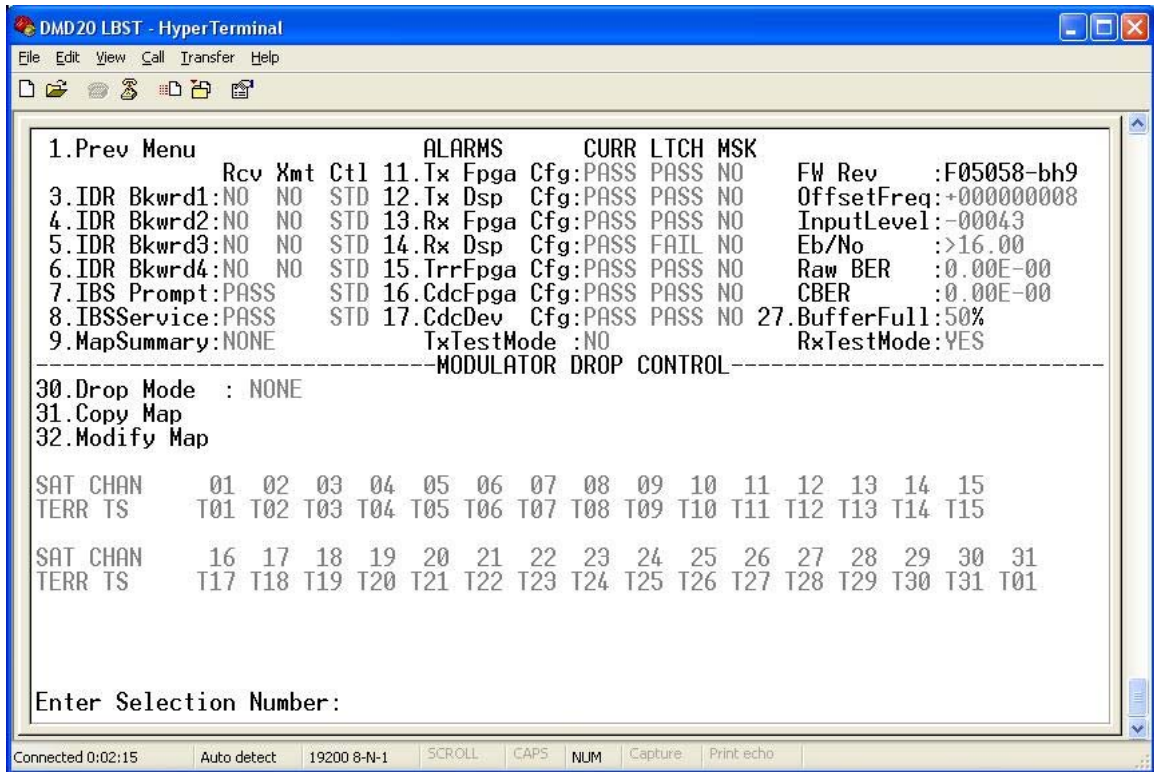 DMD20 LBST - HyperTerminal
File Edit View Call Transfer Help
1.Prev Menu ALARMS CURR LTCH MSK
Rcv Xmt Ctl 11.Tx Fpga Cfg:PASS PASS NO FW Rev :F05058-bh9
3.IDR Bkwrd1:NO NO STD 12.Tx Dsp Cfg:PASS PASS NO OffsetFreq:+000000008
4.IDR Bkwrd2:NO NO STD 13.Rx Fpga Cfg:PASS PASS NO InputLevel:-00043
5.IDR Bkwrd3:NO NO STD 14.Rx Dsp Cfg:PASS FAIL NO Eb/No :>16.00
6.IDR Bkwrd4:NO NO STD 15.TrrFpga Cfg:PASS PASS NO Raw BER :0.00E-00
7.IBS Prompt:PASS STD 16.CdcFpga Cfg:PASS PASS NO CBER :0.00E-00
8.IBSService:PASS STD 17.CdcDev Cfg:PASS PASS NO 27.BufferFull:50%
9.MapSummary:NONE TxTestMode :NO RxTestMode:YES
--------------------------------MODULATOR DROP CONTROL------------------------------
30.Drop Mode : NONE
31.Copy Map
32.Modify Map
SAT CHAN 01 02 03 04 05 06 07 08 09 10 11 12 13 14 15
TERR TS T01 T02 T03 T04 T05 T06 T07 T08 T09 T10 T11 T12 T13 T14 T15
SAT CHAN 16 17 18 19 20 21 22 23 24 25 26 27 28 29 30 31
TERR TS T17 T18 T19 T20 T21 T22 T23 T24 T25 T26 T27 T28 T29 T30 T31 T01
Enter Selection Number:
Connected 0:02:15 Auto detect 19200 8-N-1 SCROLL CAPS NUM Capture Print echo